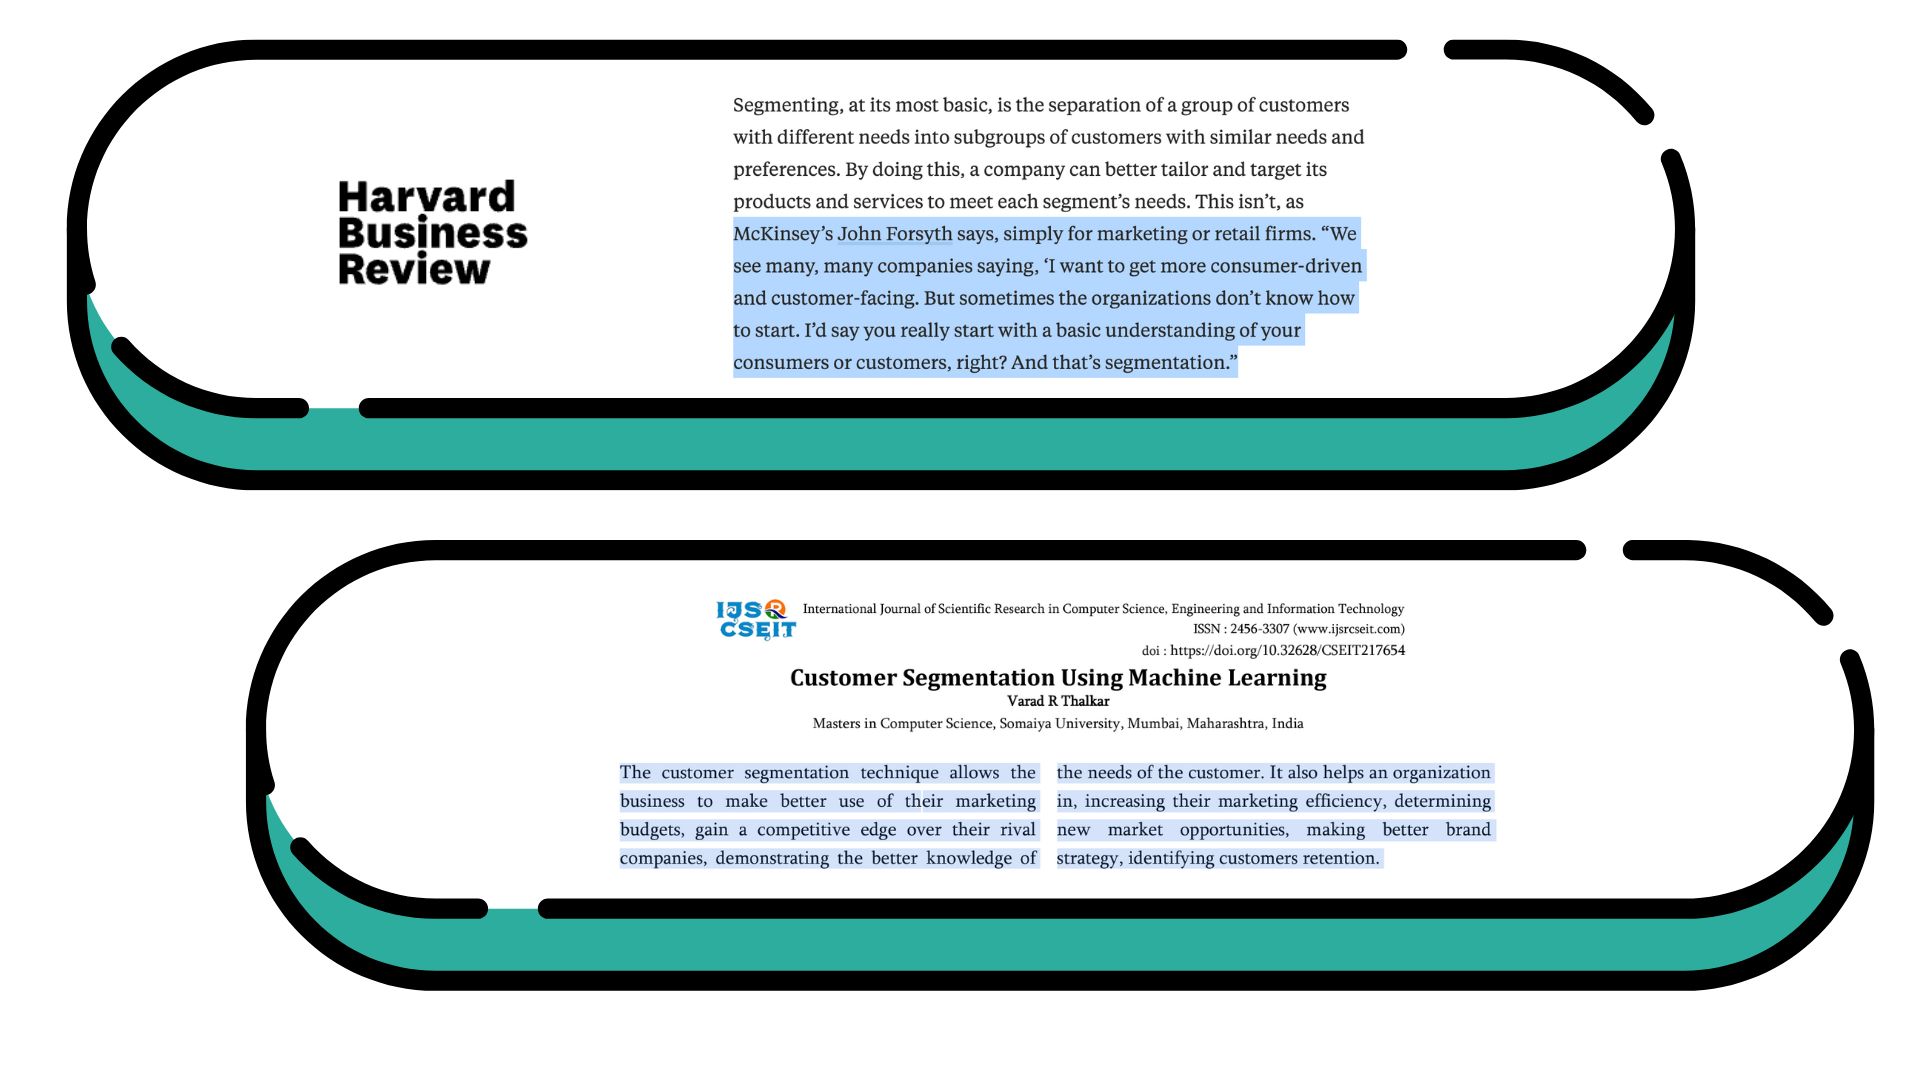 Harvard
Business
Review
Segmenting, at its most basic, is the separation of a group of customers
with different needs into subgroups of customers with similar needs and
preferences. By doing this, a company can better tailor and target its
products and services to meet each segment’s needs. This isn’t, as
McKinsey’s John Forsyth says, simply for marketing or retail firms. “We
see many, many companies saying, ‘I want to get more consumer-driven
and customer-facing. But sometimes the organizations don’t know how
to start. I’d say you really start with a basic understanding of your
consumers or customers, right? And that’s segmentation.”
IJSR
CSEIT
International Journal of Scientific Research in Computer Science, Engineering and Information Technology
ISSN : 2456-3307 (www.ijsrcseit.com)
doi : https://doi.org/10.32628/CSEIT217654
Customer Segmentation Using Machine Learning
Varad R Thalkar
Masters in Computer Science, Somaiya University, Mumbai, Maharashtra, India
The customer segmentation technique allows the
business to make better use of their marketing
budgets, gain a competitive edge over their rival
companies, demonstrating the better knowledge of
the needs of the customer. It also helps an organization
in, increasing their marketing efficiency, determining
new market opportunities, making better brand
strategy, identifying customers retention.